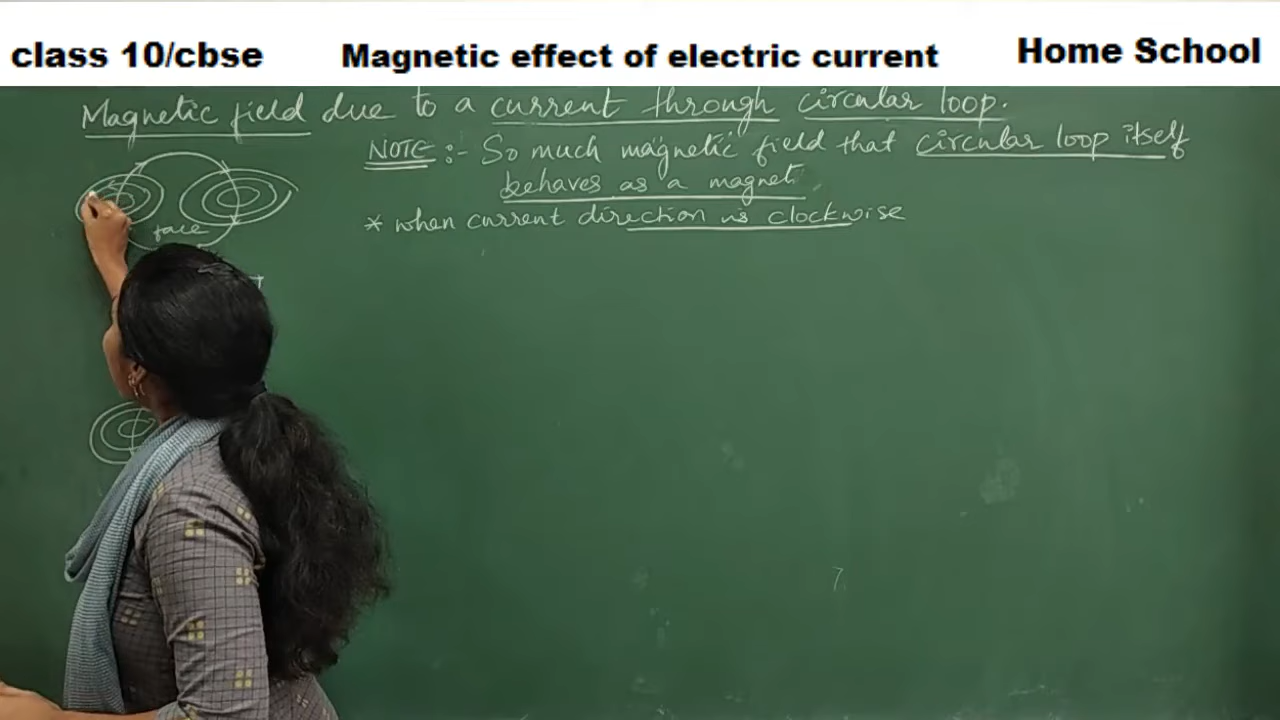 class 10/cbse Magnetic effect of electric current Home School
Magnetic field due to a current through circular loop.
NOTE :- So much magnetic field that circular loop itself
behaves as a magnet.
* when current direction is clockwise
face